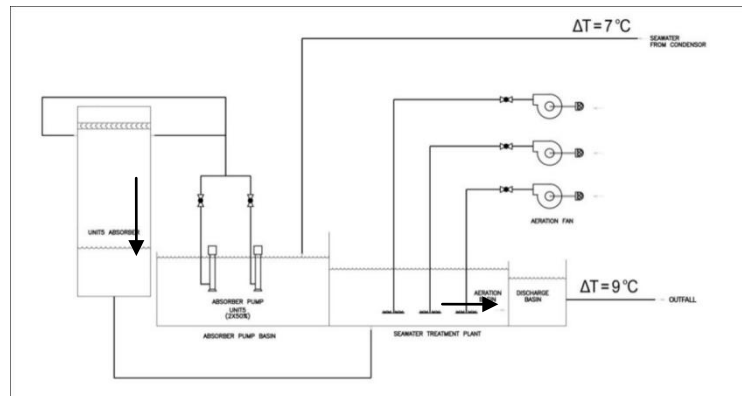 ΔT=7°C
SEAWATER
FROM CONDENSOR
UNITS ABSORBER
AERATION FAN
ABSORBER PUMP
UNITS
(2X50%)
AERATION
BASIN
DISCHARGE
BASIN
ΔT=9°C
OUTFALL
ABSORBER PUMP BASIN
SEAWATER TREATMENT PLANT